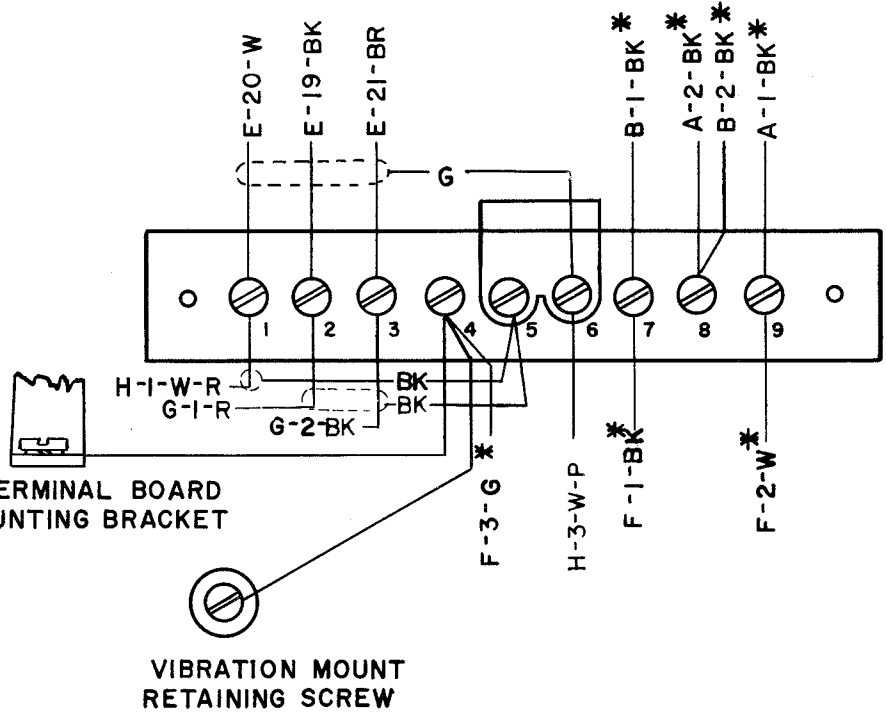 E-20-W
E-19-BK
E-21-BR
B-1-BK*
A-2-BK*
B-2-BK*
A-1-BK*
G
1 2 3 4 5 6 7 8 9
H-1-W-R
BK
G-1-R
BK
G-2-BK
F-3-G *
H-3-W-P
F-1-BK*
F-2-W*
ERMINAL BOARD
UNTING BRACKET
VIBRATION MOUNT
RETAINING SCREW